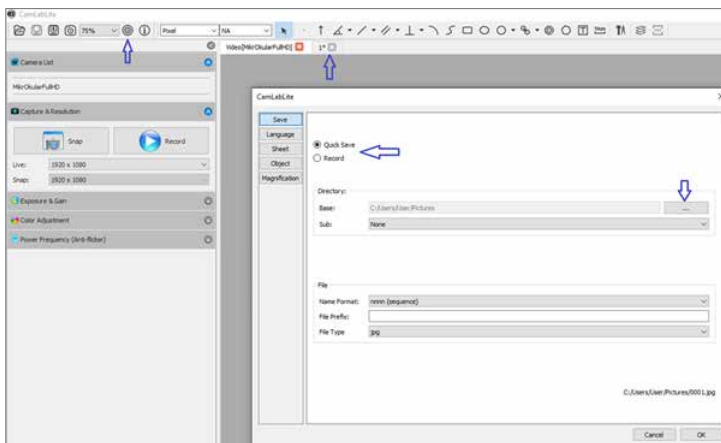 CamLabLite
75% Pixel NA
Video[MikrOkularFullHD] 1*
Camera List
MikrOkularFullHD
Capture & Resolution
Snap Record
Live: 1920 x 1080
Snap: 1920 x 1080
Exposure & Gain
Color Adjustment
Power Frequency (Anti-flicker)
CamLabLite
Save
Language
Sheet
Object
Magnification
Quick Save
Record
Directory:
Base: C:/Users/User/Pictures ...
Sub: None
File
Name Format: nnnn (sequence)
File Prefix:
File Type jpg
C:/Users/User/Pictures/0001.jpg
Cancel OK